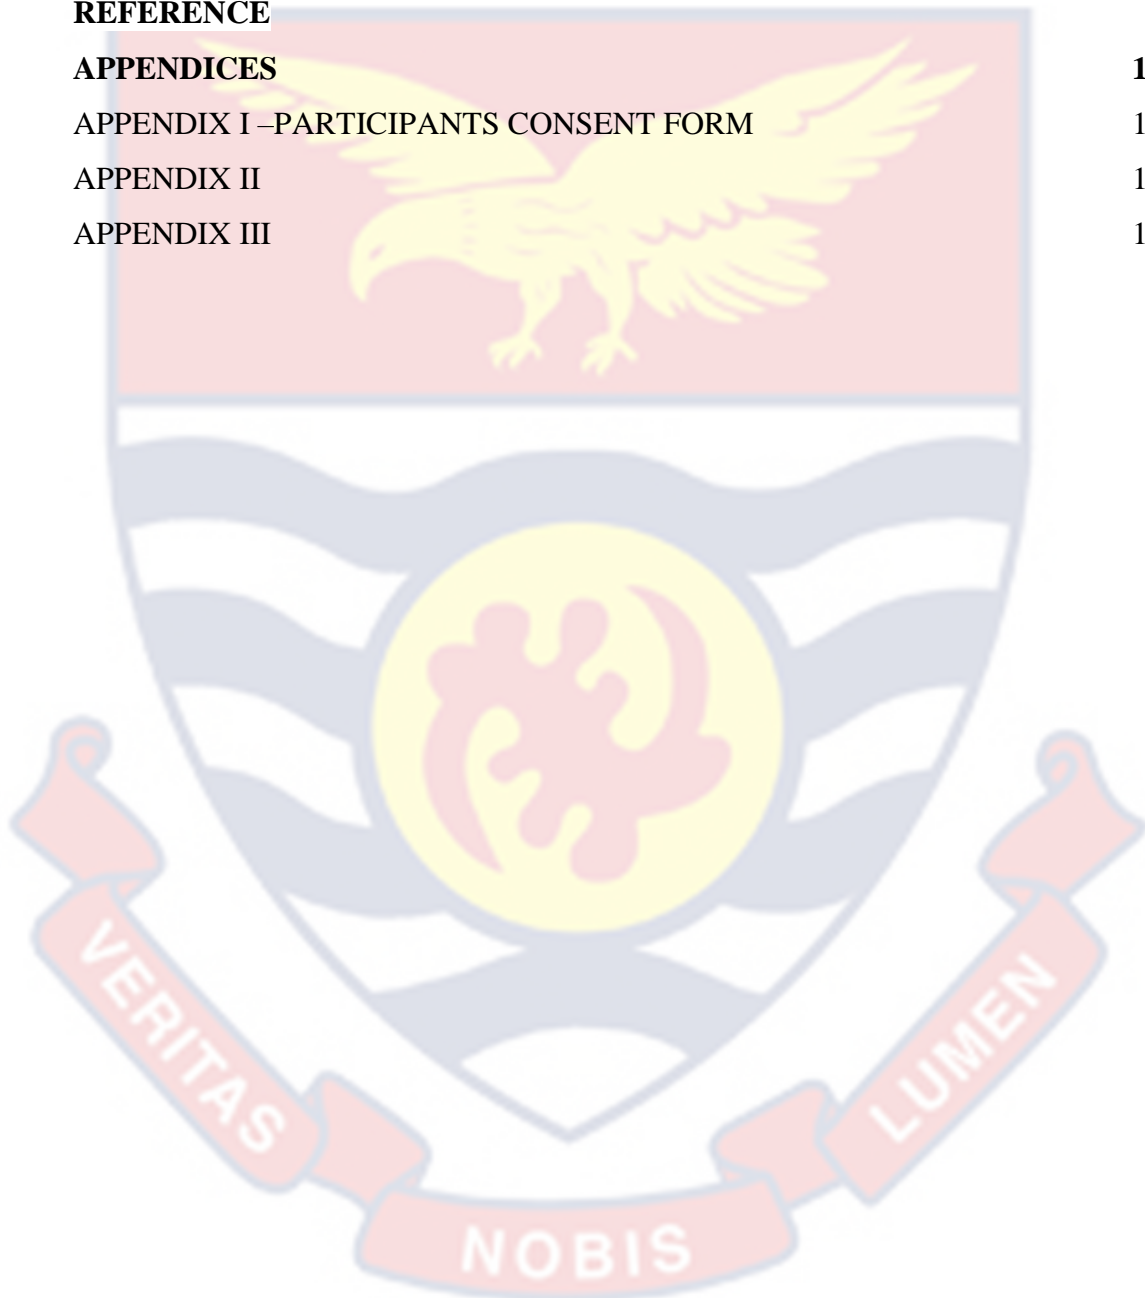 REFERENCE
APPENDICES 1
APPENDIX I –PARTICIPANTS CONSENT FORM 1
APPENDIX II 1
APPENDIX III 1
VERITAS
NOBIS
LUMEN